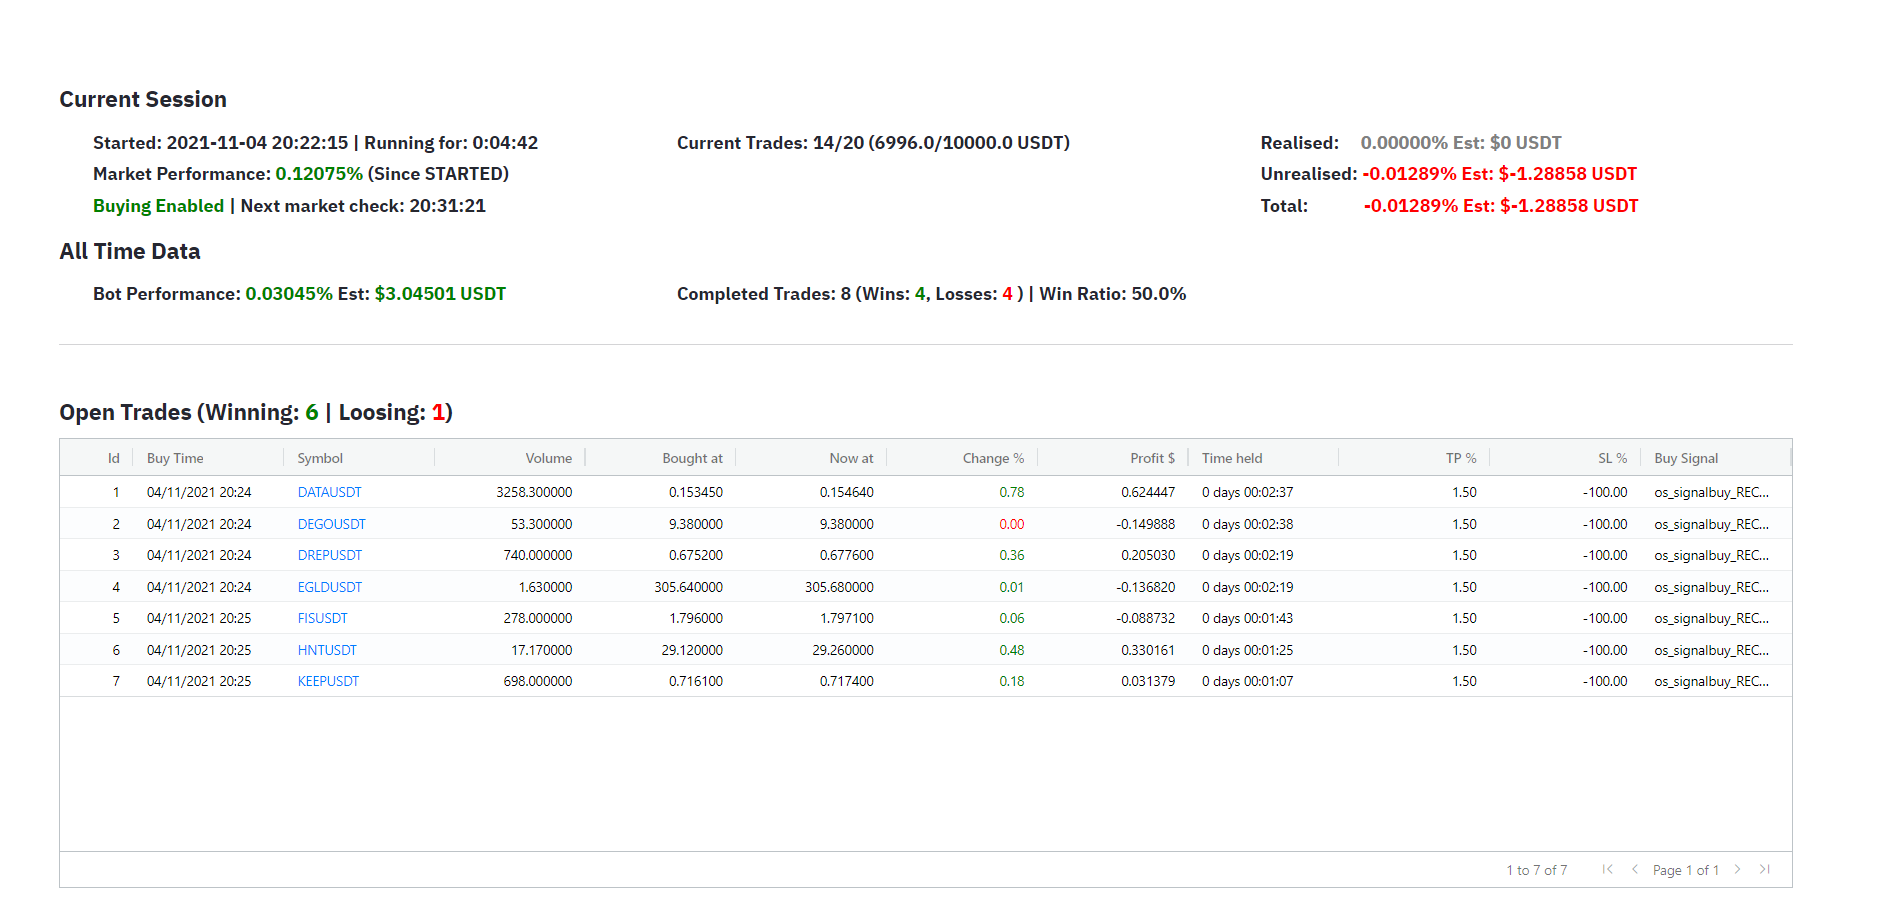 Current Session
Started: 2021-11-04 20:22:15 | Running for: 0:04:42 Current Trades: 14/20 (6996.0/10000.0 USDT) Realised: 0.00000% Est: $0 USDT
Market Performance: 0.12075% (Since STARTED) Unrealised: -0.01289% Est: $-1.28858 USDT
Buying Enabled | Next market check: 20:31:21 Total: -0.01289% Est: $-1.28858 USDT
All Time Data
Bot Performance: 0.03045% Est: $3.04501 USDT Completed Trades: 8 (Wins: 4, Losses: 4 ) | Win Ratio: 50.0%
Open Trades (Winning: 6 | Loosing: 1)
Id Buy Time Symbol Volume Bought at Now at Change % Profit $ Time held TP % SL % Buy Signal
1 04/11/2021 20:24 DATAUSDT 3258.300000 0.153450 0.154640 0.78 0.624447 0 days 00:02:37 1.50 -100.00 os_signalbuy_REC...
2 04/11/2021 20:24 DEGOUSDT 53.300000 9.380000 9.380000 0.00 -0.149888 0 days 00:02:38 1.50 -100.00 os_signalbuy_REC...
3 04/11/2021 20:24 DREPUSDT 740.000000 0.675200 0.677600 0.36 0.205030 0 days 00:02:19 1.50 -100.00 os_signalbuy_REC...
4 04/11/2021 20:24 EGLDUSDT 1.630000 305.640000 305.680000 0.01 -0.136820 0 days 00:02:19 1.50 -100.00 os_signalbuy_REC...
5 04/11/2021 20:25 FISUSDT 278.000000 1.796000 1.797100 0.06 -0.088732 0 days 00:01:43 1.50 -100.00 os_signalbuy_REC...
6 04/11/2021 20:25 HNTUSDT 17.170000 29.120000 29.260000 0.48 0.330161 0 days 00:01:25 1.50 -100.00 os_signalbuy_REC...
7 04/11/2021 20:25 KEEPUSDT 698.000000 0.716100 0.717400 0.18 0.031379 0 days 00:01:07 1.50 -100.00 os_signalbuy_REC...
1 to 7 of 7 Page 1 of 1